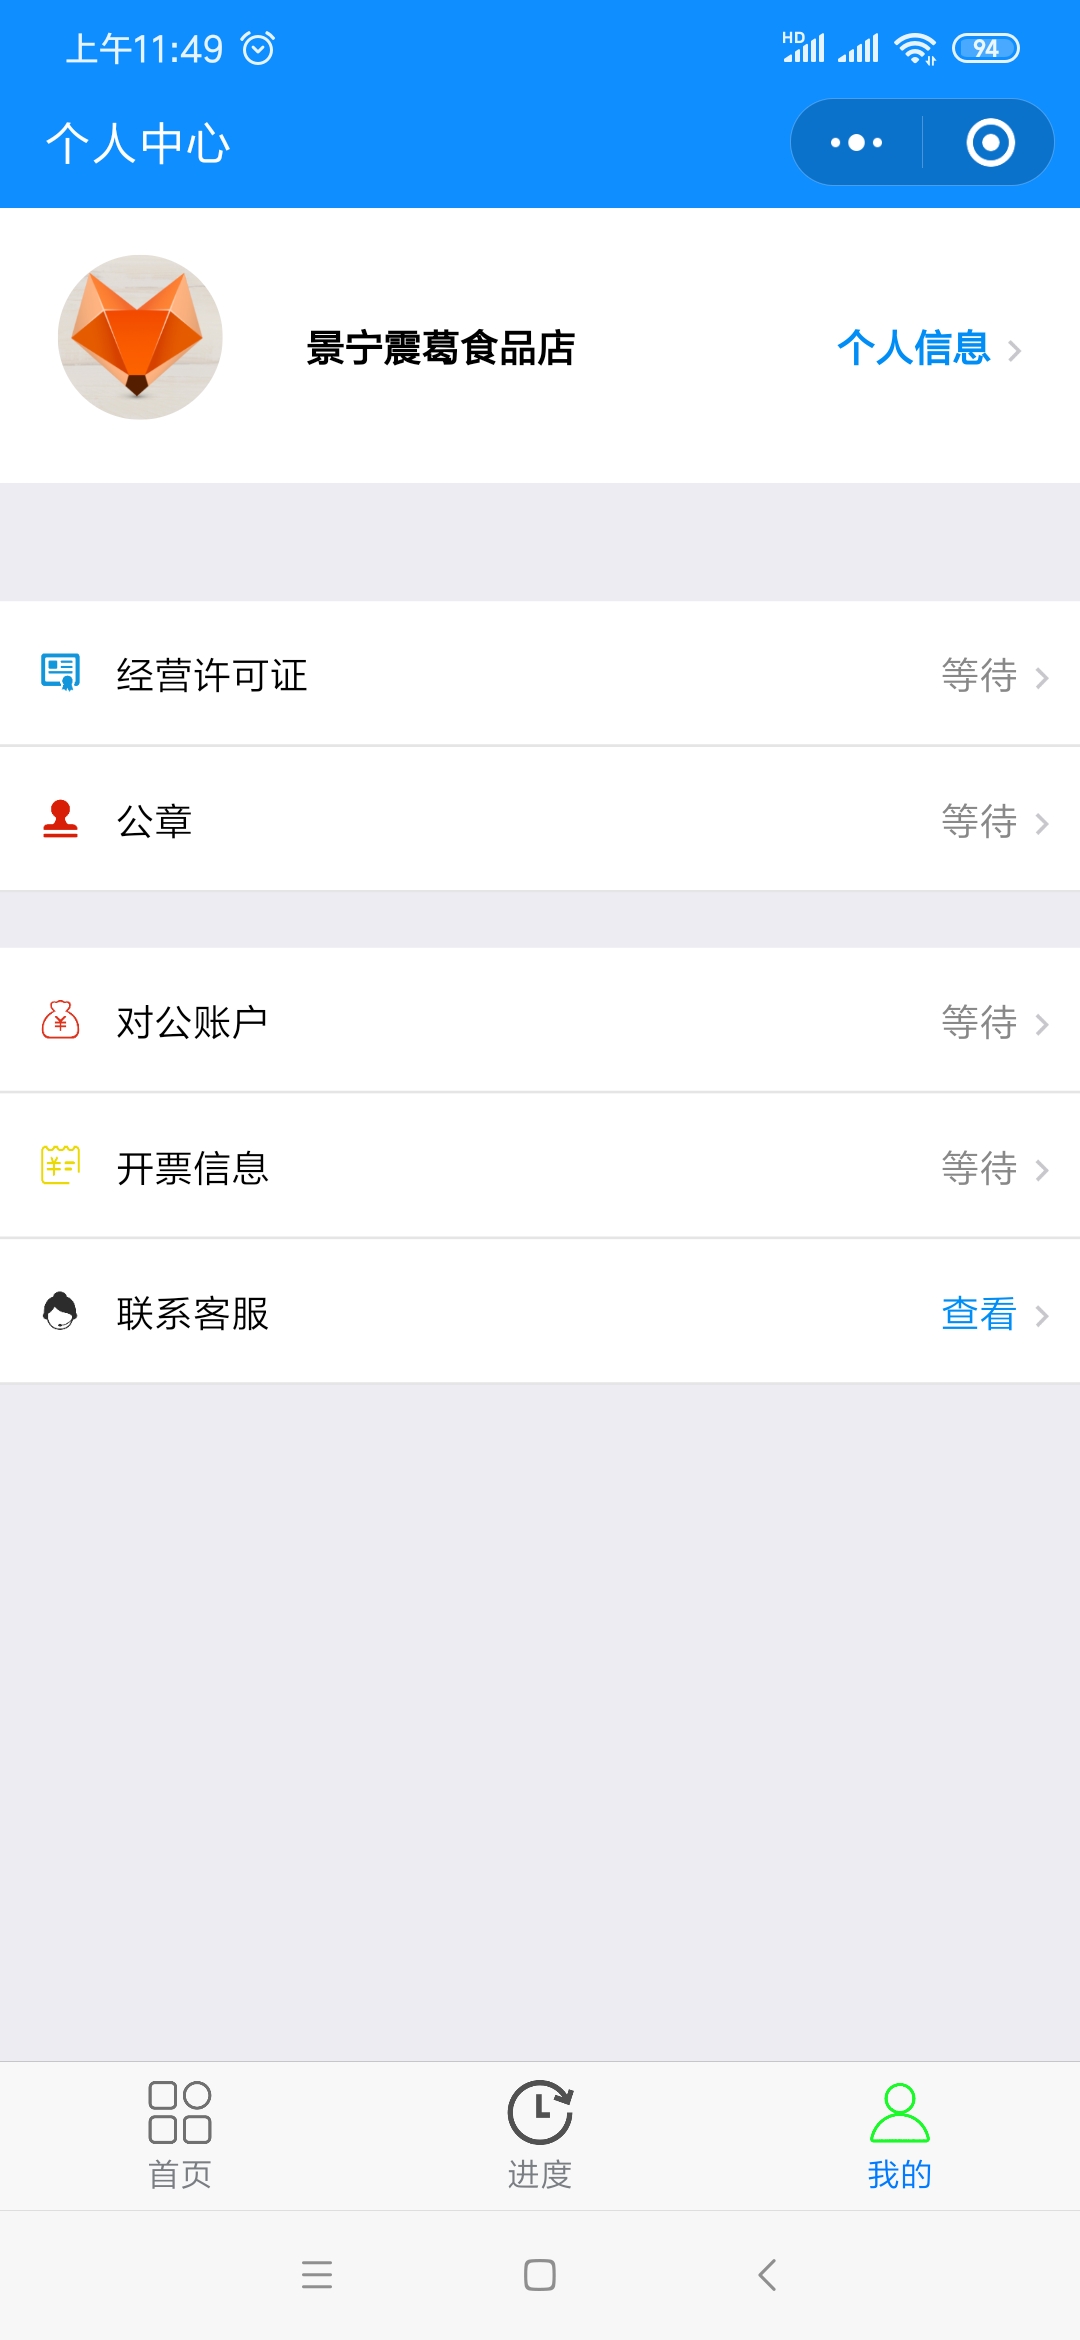 上午11:49
HD
94
个人中心
景宁震葛食品店 个人信息
经营许可证 等待
公章 等待
对公账户 等待
开票信息 等待
联系客服 查看
首页 进度 我的